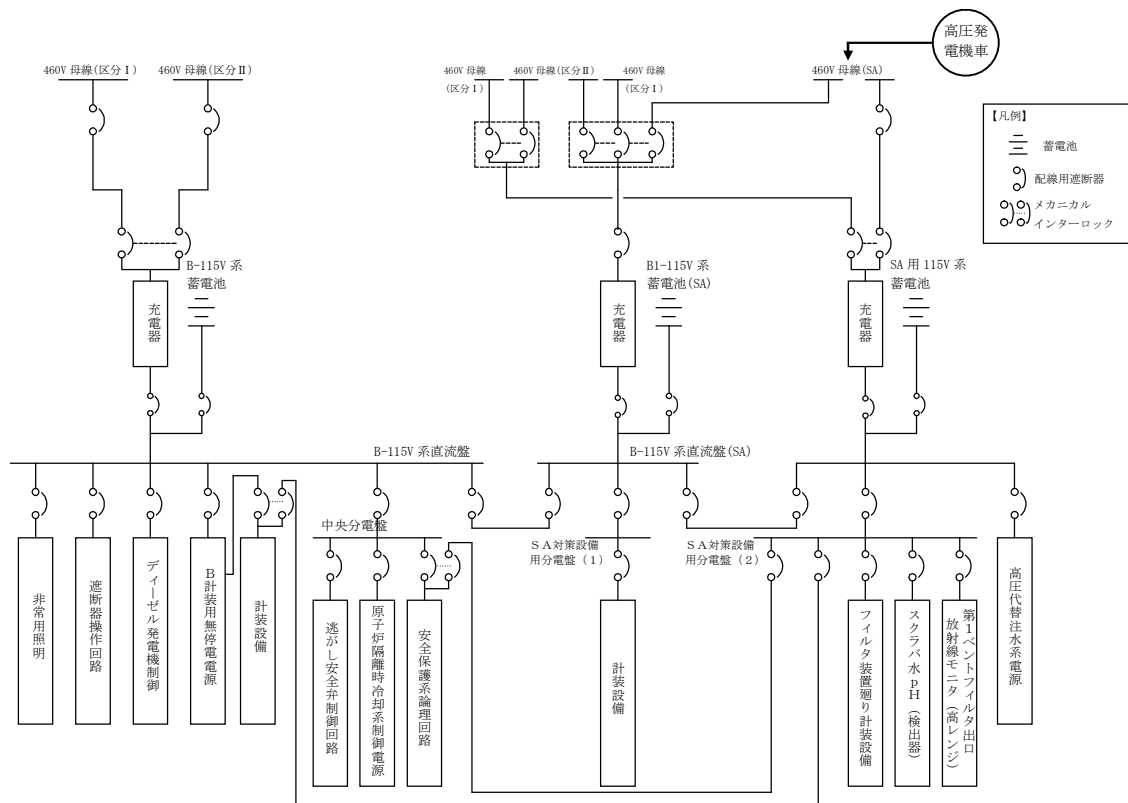 高圧発
電機車
460V 母線(区分Ⅰ)
460V 母線(区分Ⅱ)
460V 母線
(区分Ⅰ)
460V 母線(区分Ⅱ)
460V 母線
(区分Ⅰ)
460V 母線(SA)
【凡例】
蓄電池
配線用遮断器
メカニカル
インターロック
B-115V 系
蓄電池
B1-115V 系
蓄電池(SA)
SA 用 115V 系
蓄電池
充電器
充電器
充電器
B-115V 系直流盤
B-115V 系直流盤(SA)
中央分電盤
SA対策設備
用分電盤(1)
SA対策設備
用分電盤(2)
非常用照明
遮断器操作回路
ディーゼル発電機制御
B計装用無停電電源
計装設備
逃がし安全弁制御回路
原子炉隔離時冷却系制御電源
安全保護系論理回路
計装設備
フィルタ装置廻り計装設備
スクラバ水pH(検出器)
第1ベントフィルタ出口
放射線モニタ(高レンジ)
高圧代替注水系電源